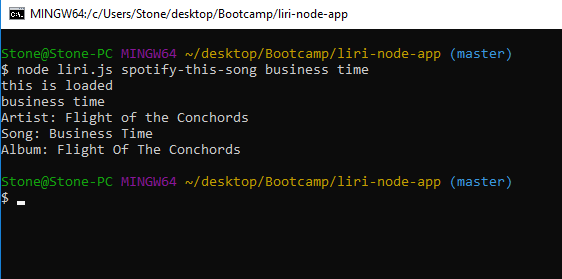 MINGW64:/c/Users/Stone/desktop/Bootcamp/liri-node-app
Stone@Stone-PC MINGW64 ~/desktop/Bootcamp/liri-node-app (master)
$ node liri.js spotify-this-song business time
this is loaded
business time
Artist: Flight of the Conchords
Song: Business Time
Album: Flight Of The Conchords
Stone@Stone-PC MINGW64 ~/desktop/Bootcamp/liri-node-app (master)
$